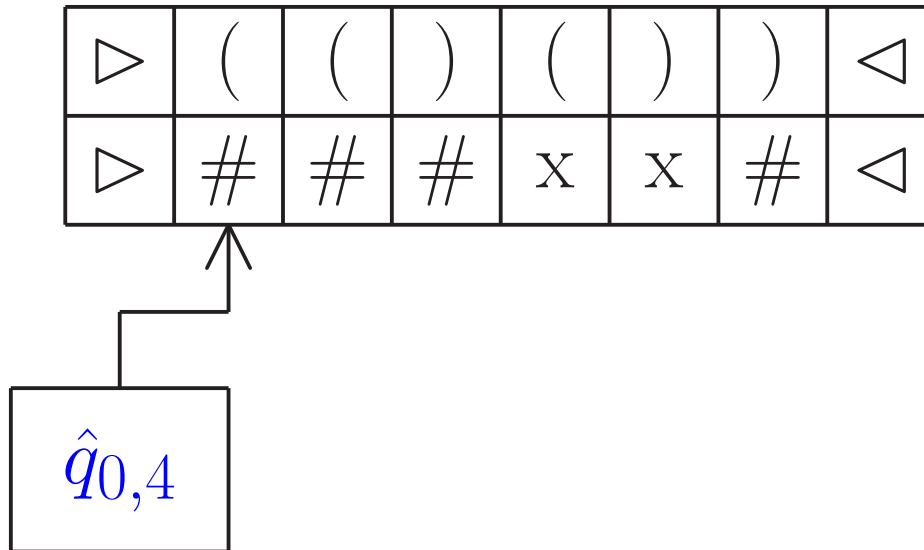 ▷ ( ( ) ( ) ) ◁
▷ # # # x x # ◁
q̂0,4